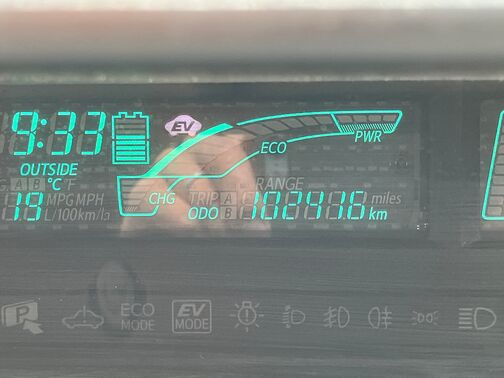 9:33 EV
ECO PWR
OUTSIDE
A B °C °F CHG RANGE
19 MPG MPH TRIP A miles
L/100km/h ODO B 102416 km
P ECO MODE EV MODE